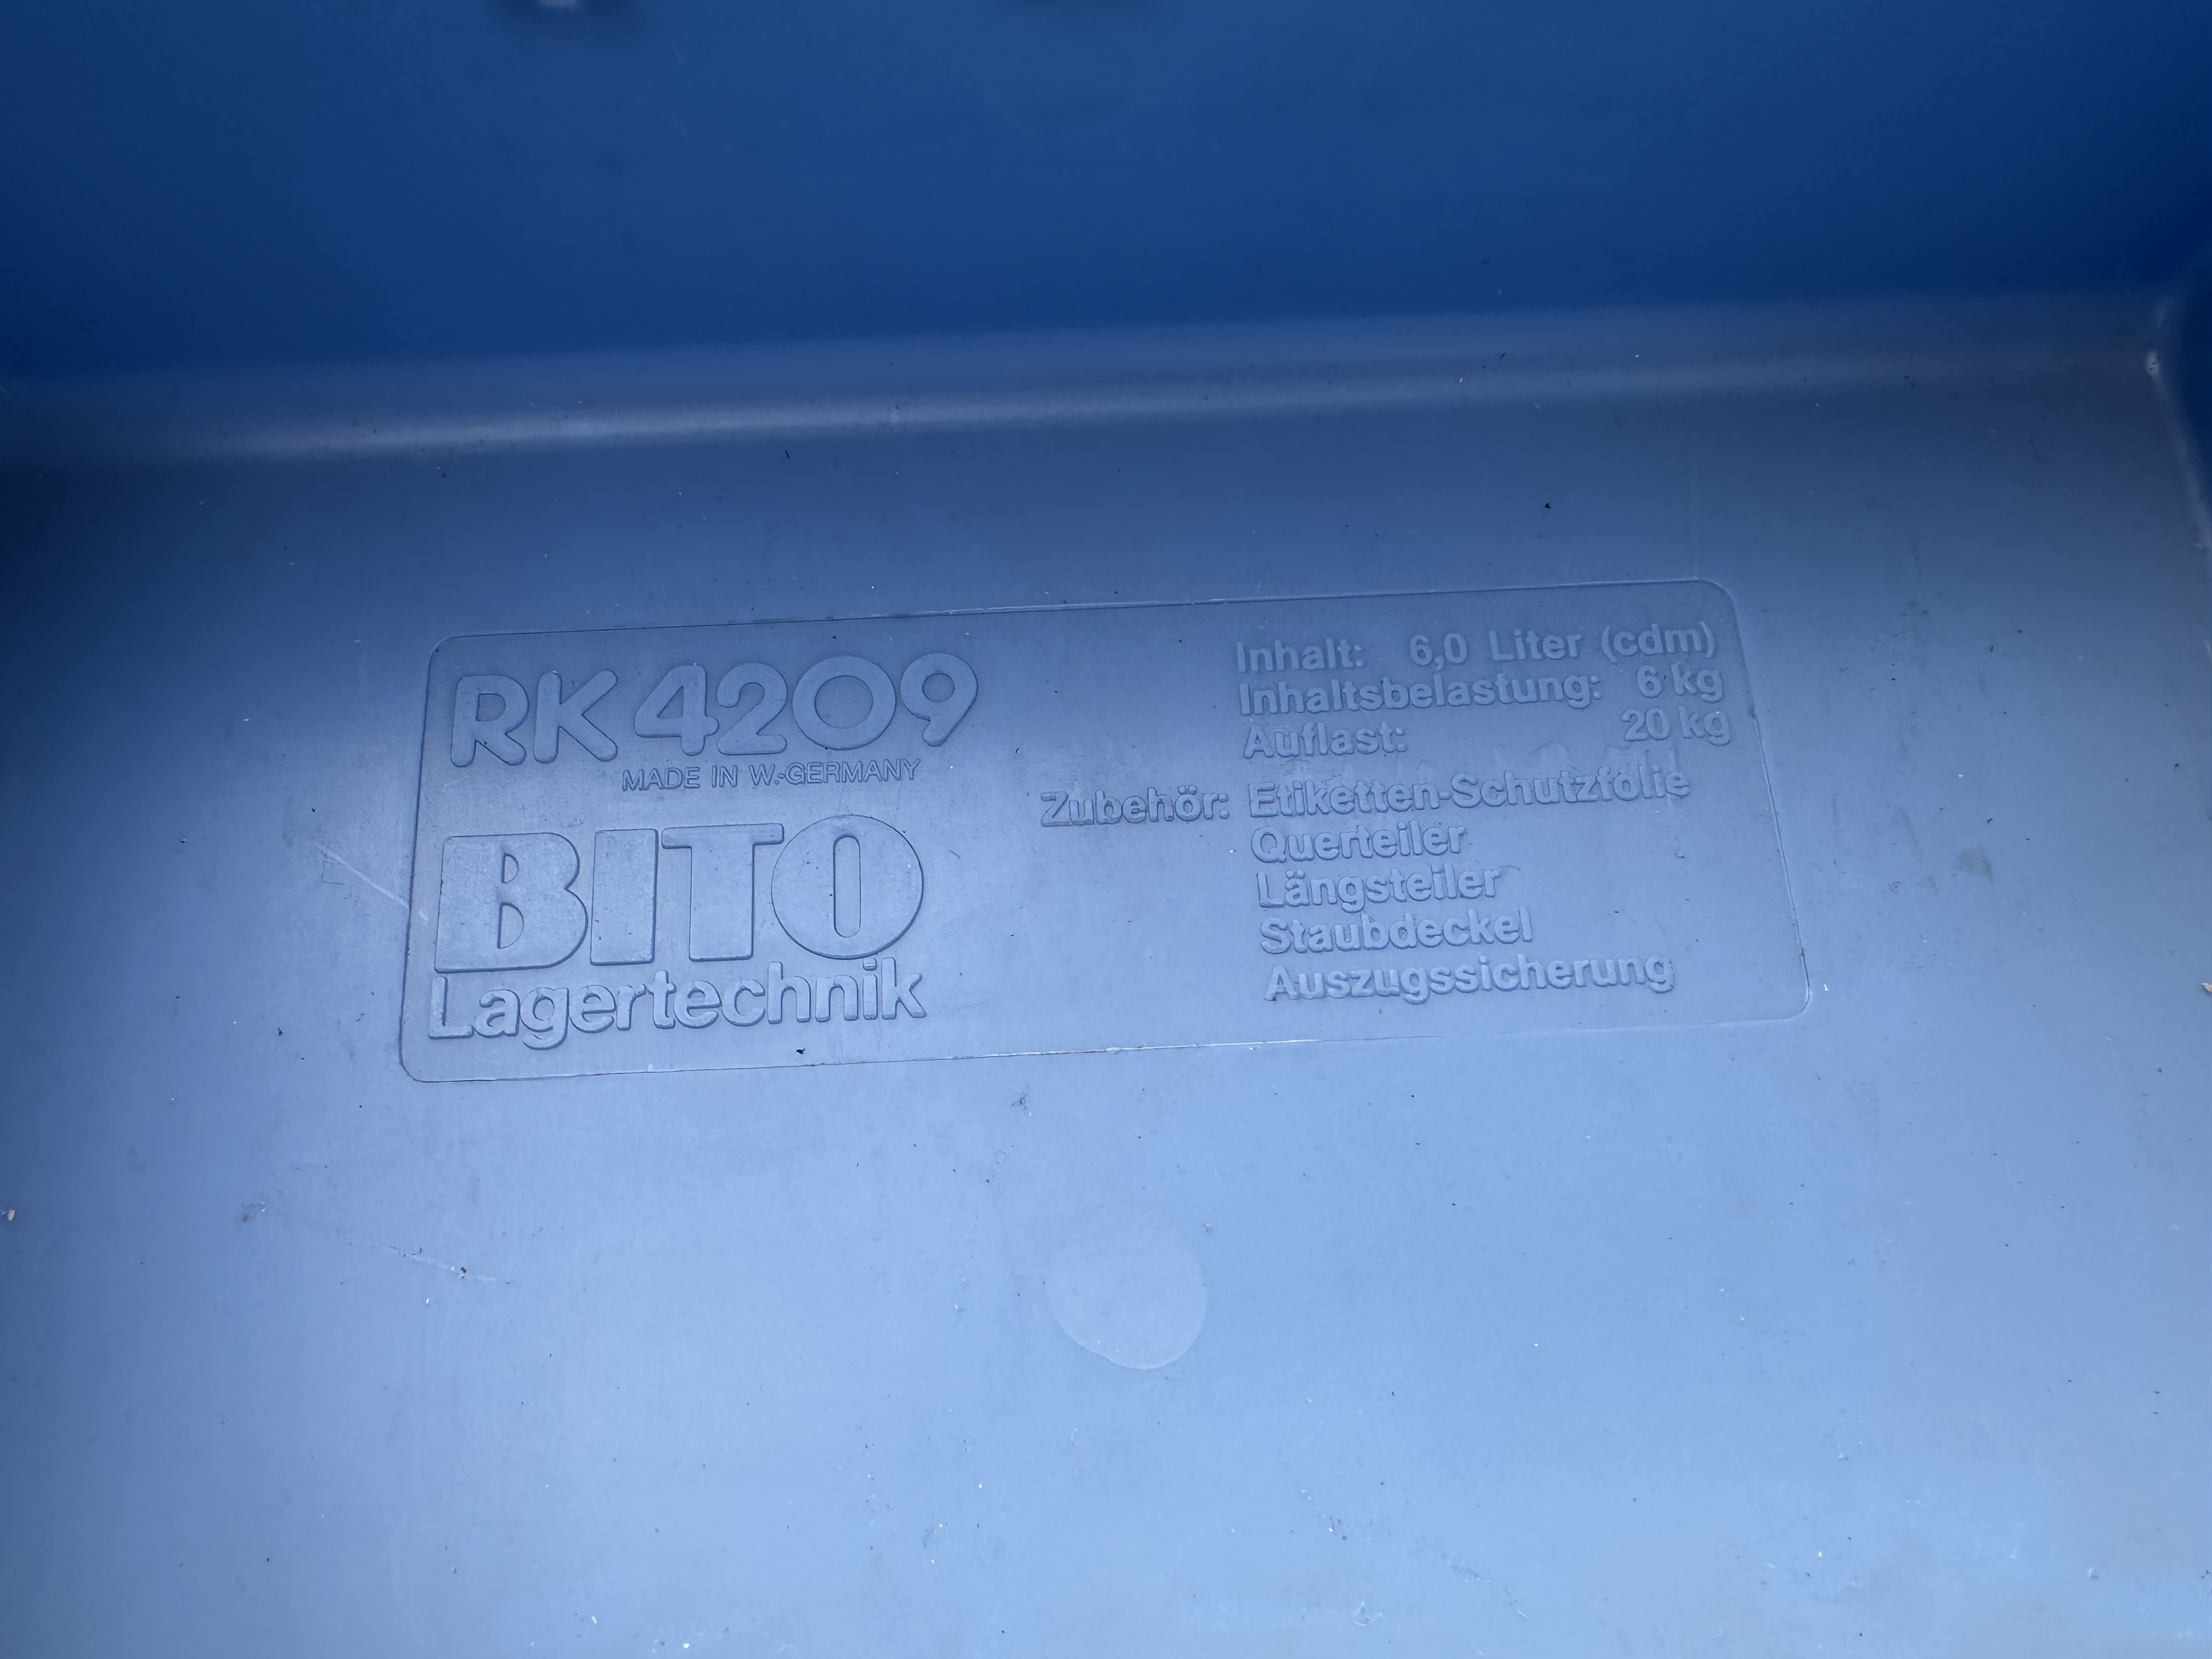 RK 4209
MADE IN W.-GERMANY
BITO
Lagertechnik
Inhalt: 6,0 Liter (cdm)
Inhaltsbelastung: 6 kg
Auflast: 20 kg
Zubehör: Etiketten-Schutzfolie
Querteiler
Längsteiler
Staubdeckel
Auszugssicherung